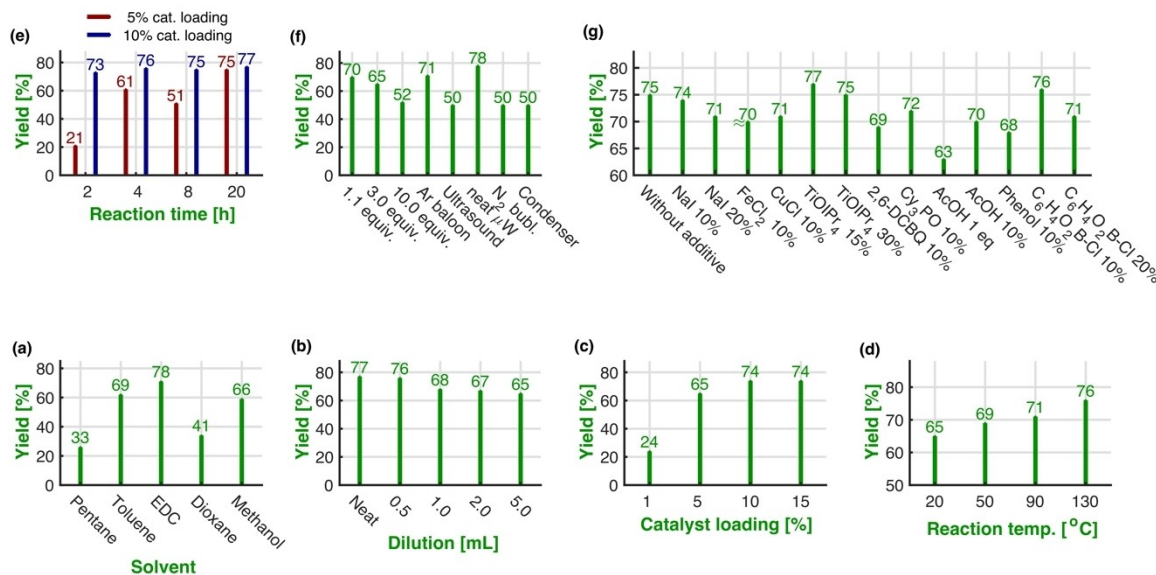 5% cat. loading
10% cat. loading
(e)
Yield [%]
80
60
40
20
0
21
73
61
76
51
75
75
77
2
4
8
20
Reaction time [h]
(f)
Yield [%]
80
60
40
20
0
70
65
52
71
50
78
50
50
1.1 equiv.
3.0 equiv.
10.0 equiv.
Ar baloon
Ultrasound
neat μW
N2 bubl.
Condenser
(g)
Yield [%]
80
75
70
65
60
75
74
71
≈70
71
77
75
69
72
63
70
68
76
71
Without additive
NaI 10%
NaI 20%
FeCl2 10%
CuCl 10%
TiOIPr4 15%
TiOIPr4 30%
2,6-DCBQ 10%
Cy3PO 10%
AcOH 1 eq
AcOH 10%
Phenol 10%
C6H4O2B-Cl 10%
C6H4O2B-Cl 20%
(a)
Yield [%]
80
60
40
20
0
33
69
78
41
66
Pentane
Toluene
EDC
Dioxane
Methanol
Solvent
(b)
Yield [%]
80
60
40
20
0
77
76
68
67
65
Neat
0.5
1.0
2.0
5.0
Dilution [mL]
(c)
Yield [%]
80
60
40
20
0
24
65
74
74
1
5
10
15
Catalyst loading [%]
(d)
Yield [%]
80
70
60
50
65
69
71
76
20
50
90
130
Reaction temp. [°C]